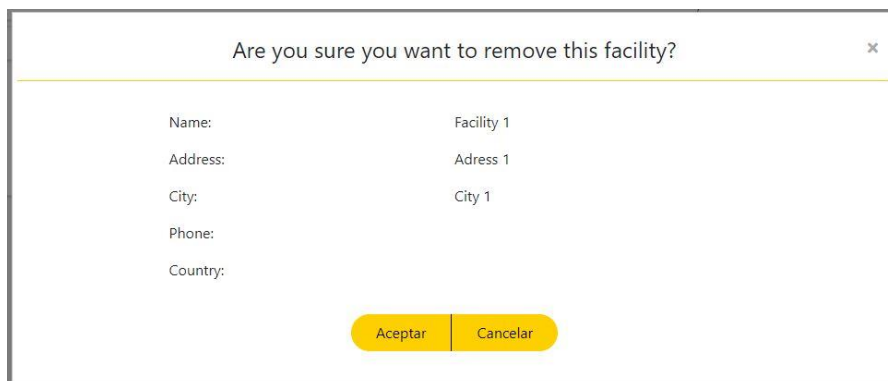 Are you sure you want to remove this facility? ×
Name: Facility 1
Address: Adress 1
City: City 1
Phone:
Country:
Aceptar Cancelar